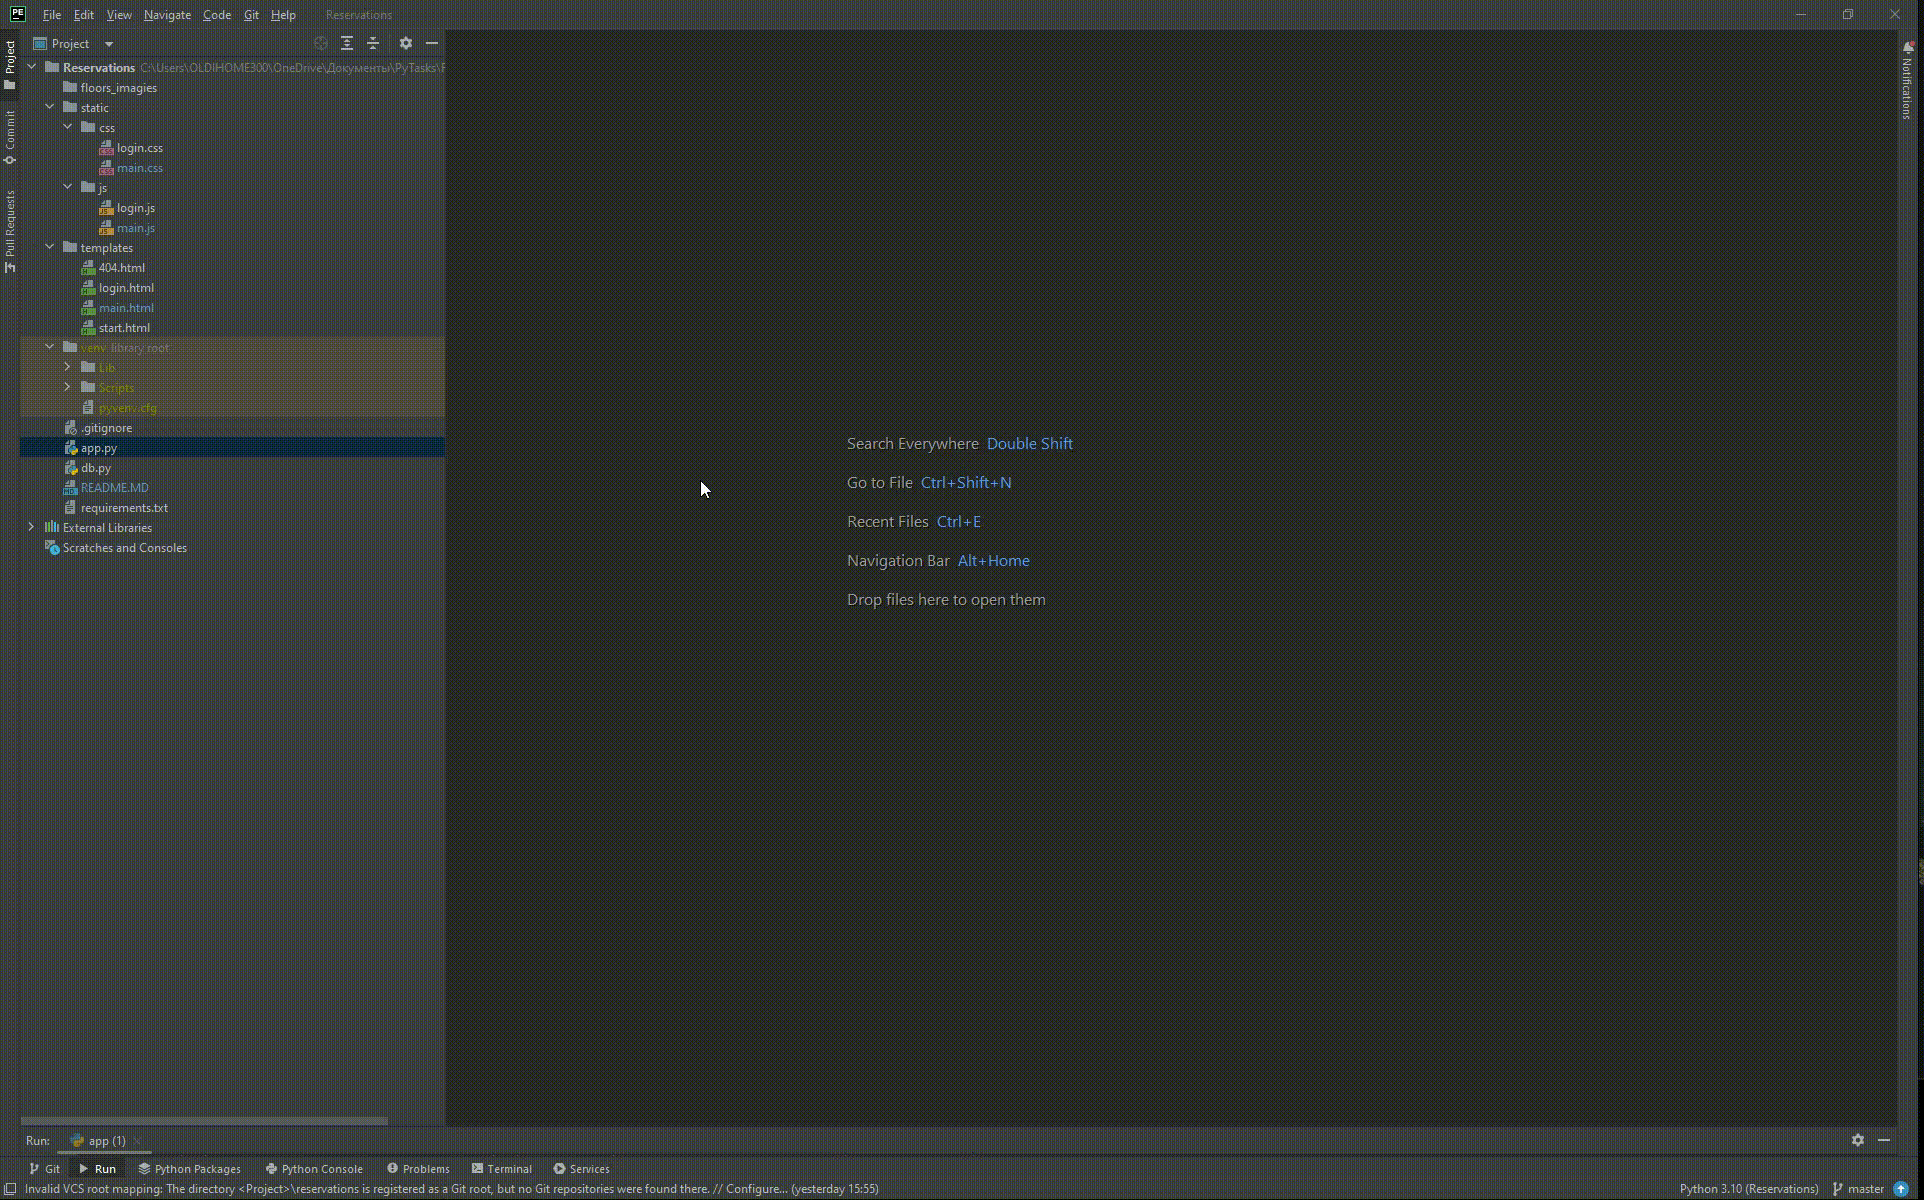 PE File Edit View Navigate Code Git Help Reservations
Project
Reservations C:\Users\OLDIHOME300\OneDrive\Документы\PyTasks\
floors_imagies
static
css
login.css
main.css
js
login.js
main.js
templates
404.html
login.html
main.html
start.html
venv library root
Lib
Scripts
pyvenv.cfg
.gitignore
app.py
db.py
README.MD
requirements.txt
External Libraries
Scratches and Consoles
Project
Commit
Pull Requests
Search Everywhere Double Shift
Go to File Ctrl+Shift+N
Recent Files Ctrl+E
Navigation Bar Alt+Home
Drop files here to open them
Notifications
Run: app (1)
Git Run Python Packages Python Console Problems Terminal Services
Invalid VCS root mapping: The directory <Project>\reservations is registered as a Git root, but no Git repositories were found there. // Configure... (yesterday 15:55) Python 3.10 (Reservations) master